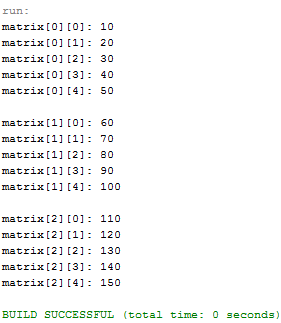 run:
matrix[0][0]: 10
matrix[0][1]: 20
matrix[0][2]: 30
matrix[0][3]: 40
matrix[0][4]: 50
matrix[1][0]: 60
matrix[1][1]: 70
matrix[1][2]: 80
matrix[1][3]: 90
matrix[1][4]: 100
matrix[2][0]: 110
matrix[2][1]: 120
matrix[2][2]: 130
matrix[2][3]: 140
matrix[2][4]: 150
BUILD SUCCESSFUL (total time: 0 seconds)